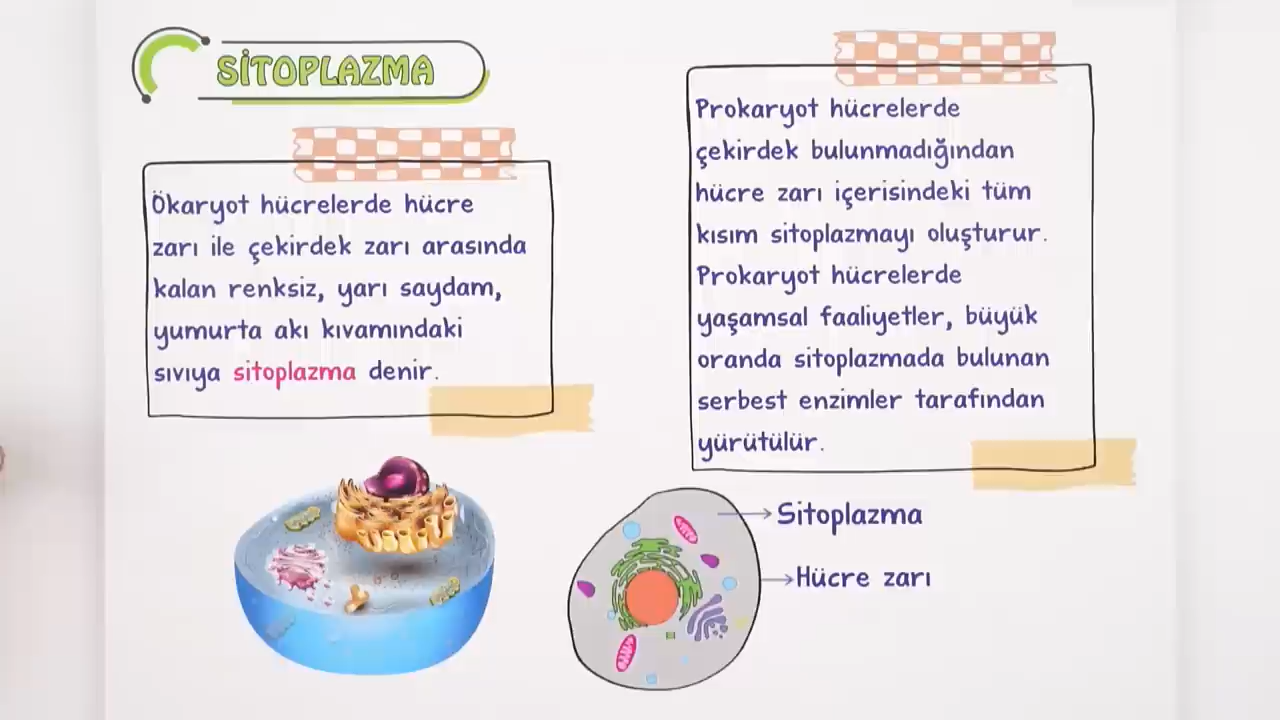 SİTOPLAZMA
Ökaryot hücrelerde hücre
zarı ile çekirdek zarı arasında
kalan renksiz, yarı saydam,
yumurta akı kıvamındaki
sıvıya sitoplazma denir.
Prokaryot hücrelerde
çekirdek bulunmadığından
hücre zarı içerisindeki tüm
kısım sitoplazmayı oluşturur.
Prokaryot hücrelerde
yaşamsal faaliyetler, büyük
oranda sitoplazmada bulunan
serbest enzimler tarafından
yürütülür.
Sitoplazma
Hücre zarı